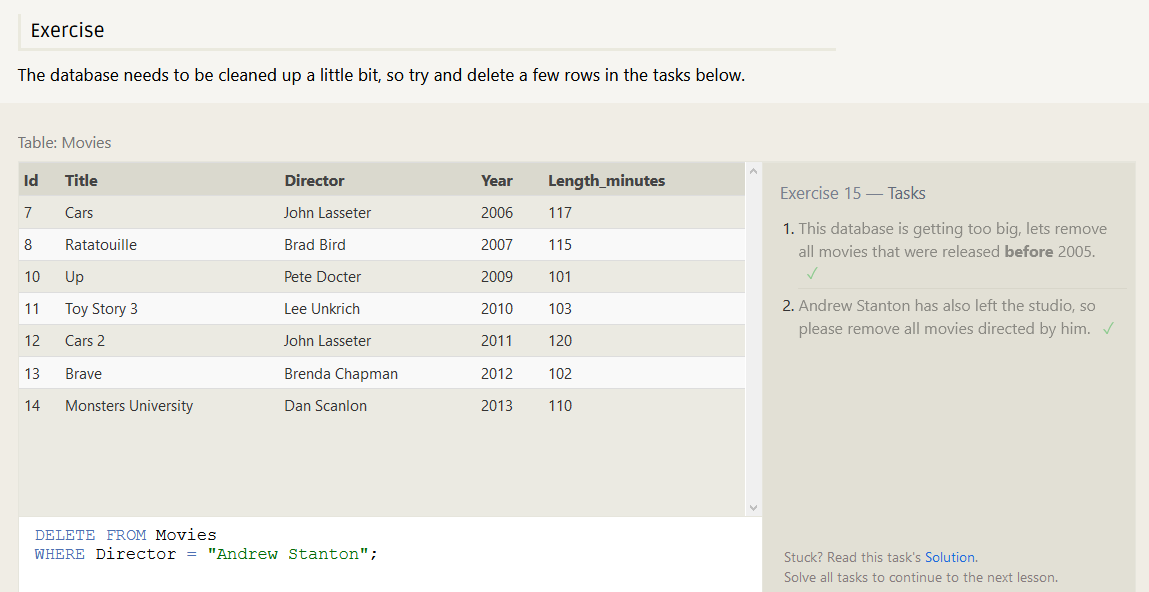 Exercise
The database needs to be cleaned up a little bit, so try and delete a few rows in the tasks below.
Table: Movies
Id Title Director Year Length_minutes
7 Cars John Lasseter 2006 117
8 Ratatouille Brad Bird 2007 115
10 Up Pete Docter 2009 101
11 Toy Story 3 Lee Unkrich 2010 103
12 Cars 2 John Lasseter 2011 120
13 Brave Brenda Chapman 2012 102
14 Monsters University Dan Scanlon 2013 110
DELETE FROM Movies
WHERE Director = "Andrew Stanton";
Exercise 15 — Tasks
1. This database is getting too big, lets remove
all movies that were released before 2005.
✓
2. Andrew Stanton has also left the studio, so
please remove all movies directed by him. ✓
Stuck? Read this task's Solution.
Solve all tasks to continue to the next lesson.